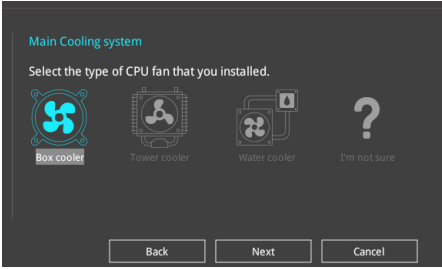 Main Cooling system
Select the type of CPU fan that you installed.
Box cooler
Tower cooler
Water cooler
I'm not sure
Back
Next
Cancel